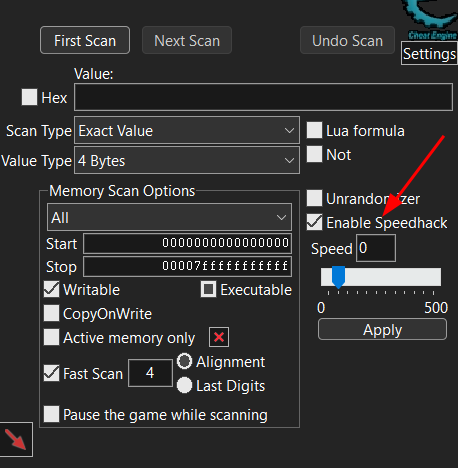 First Scan Next Scan Undo Scan
Cheat Engine
Settings
Value:
Hex
Scan Type Exact Value
Lua formula
Value Type 4 Bytes
Not
Memory Scan Options
Unrandomizer
All
Enable Speedhack
Start 0000000000000000
Speed 0
Stop 00007fffffffffff
Writable Executable
0 500
CopyOnWrite
Apply
Active memory only
Alignment
Fast Scan 4
Last Digits
Pause the game while scanning